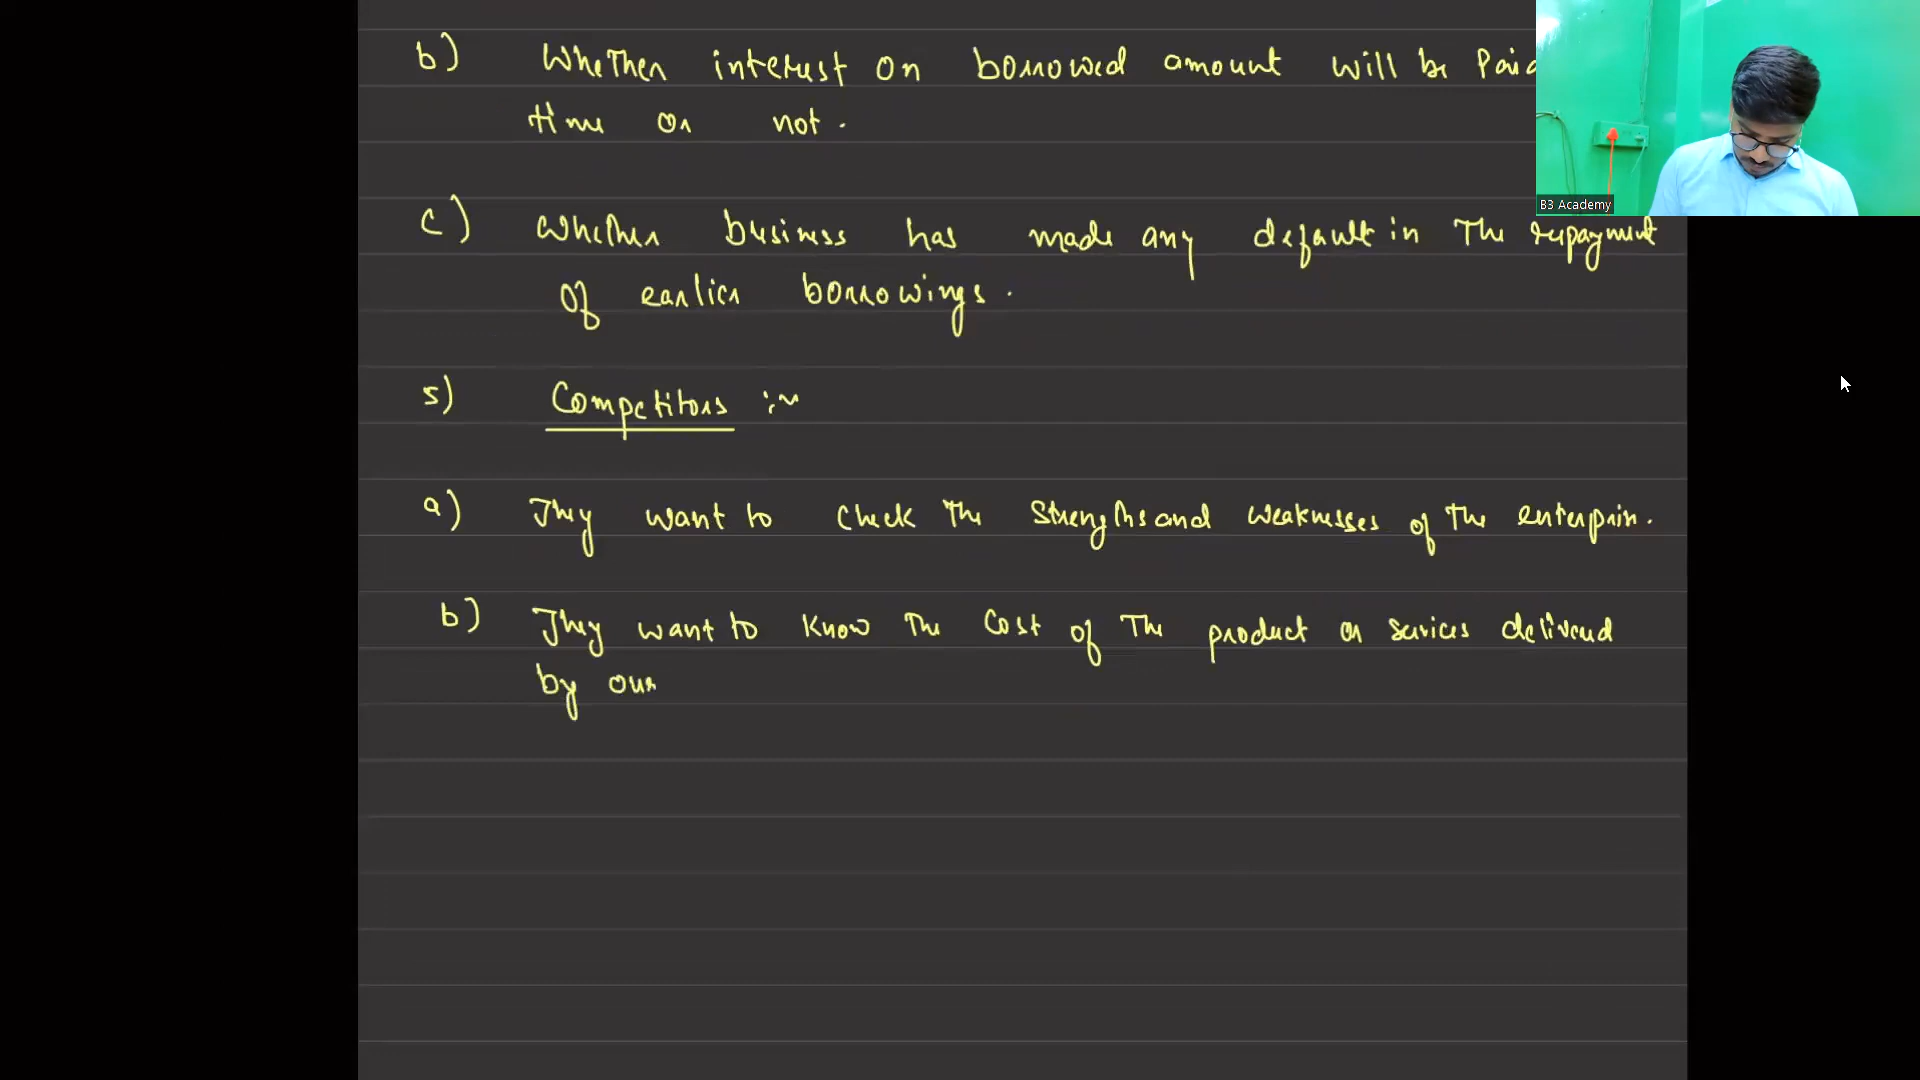 b) Whether interest on borrowed amount will be Paid
time or not.
B3 Academy
c) Whether business has made any default in The repayment
Of earlier borrowings.
5) Competitors :~
a) They want to check The Strengths and weaknesses of The enterprise.
b) They want to know The Cost of The product or services delivered
by our